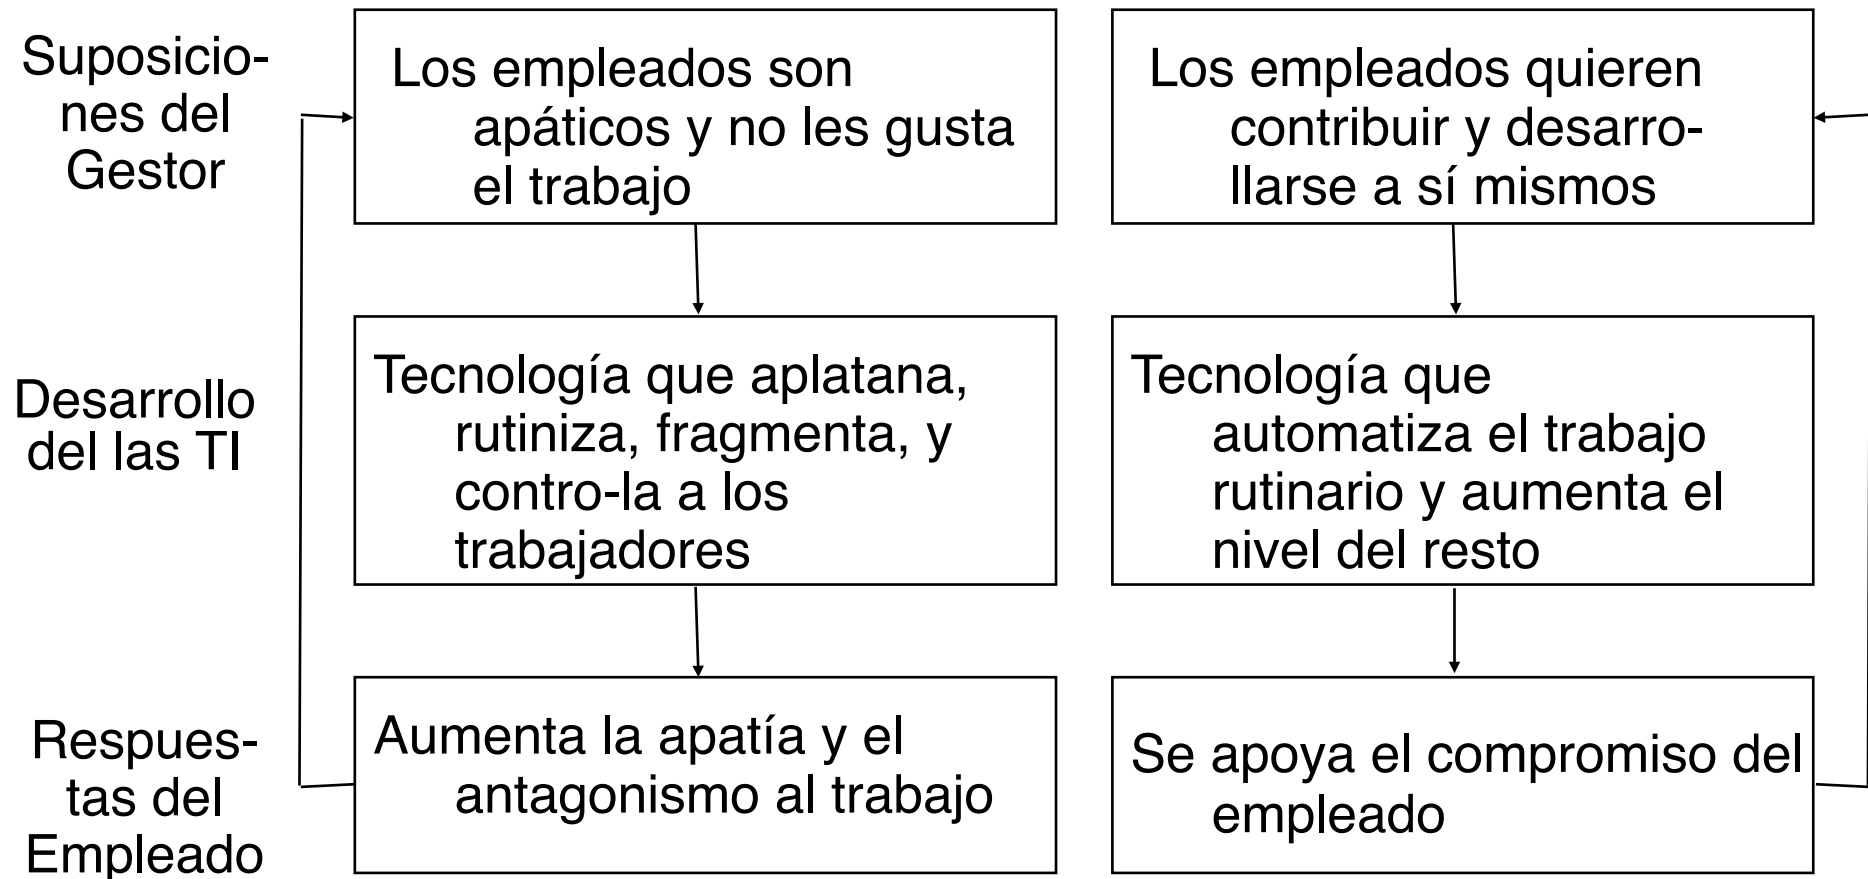 Suposicio-
nes del
Gestor
Los empleados son
apáticos y no les gusta
el trabajo
Los empleados quieren
contribuir y desarro-
llarse a sí mismos
Desarrollo
del las TI
Tecnología que aplatana,
rutiniza, fragmenta, y
contro-la a los
trabajadores
Tecnología que
automatiza el trabajo
rutinario y aumenta el
nivel del resto
Respues-
tas del
Empleado
Aumenta la apatía y el
antagonismo al trabajo
Se apoya el compromiso del
empleado